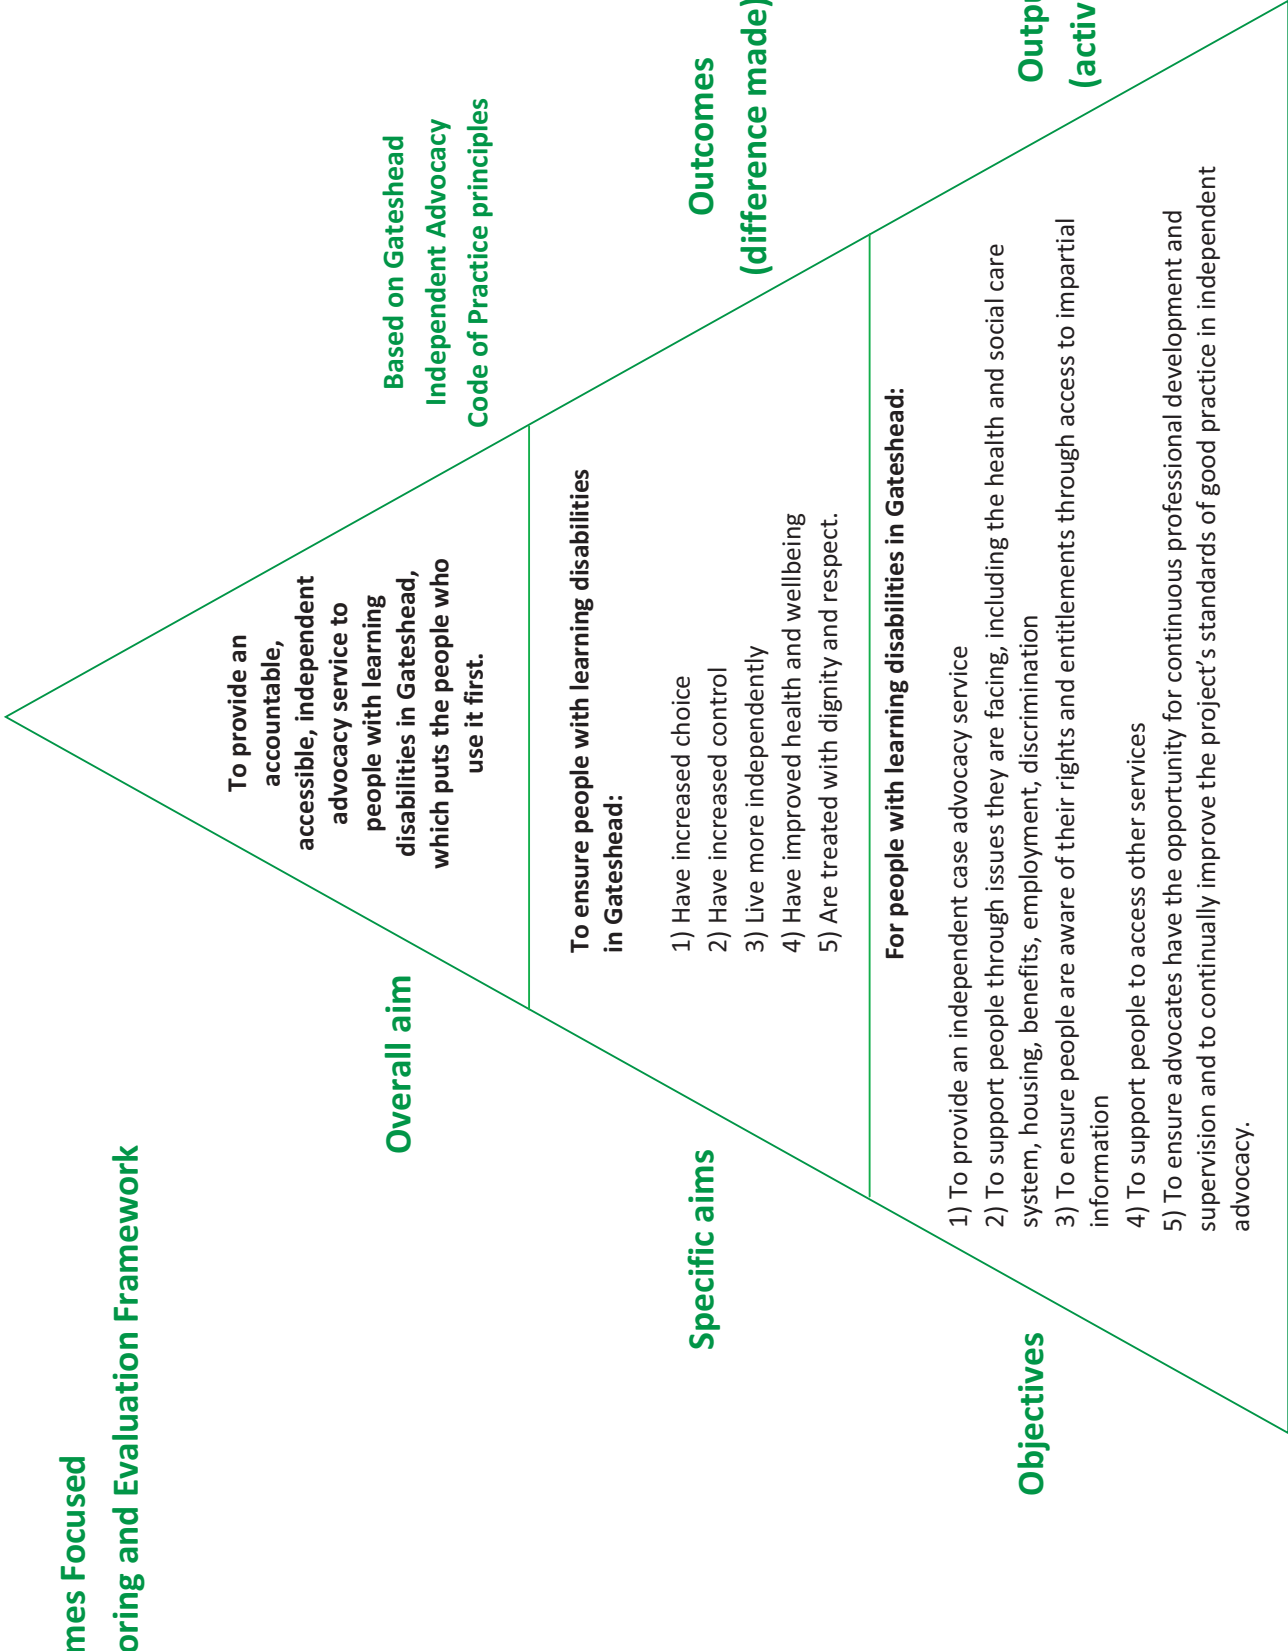 mes Focused
oring and Evaluation Framework
Overall aim
To provide an
accountable,
accessible, independent
advocacy service to
people with learning
disabilities in Gateshead,
which puts the people who
use it first.
Based on Gateshead
Independent Advocacy
Code of Practice principles
Specific aims
To ensure people with learning disabilities
in Gateshead:
1) Have increased choice
2) Have increased control
3) Live more independently
4) Have improved health and wellbeing
5) Are treated with dignity and respect.
Outcomes
(difference made)
Objectives
For people with learning disabilities in Gateshead:
1) To provide an independent case advocacy service
2) To support people through issues they are facing, including the health and social care
system, housing, benefits, employment, discrimination
3) To ensure people are aware of their rights and entitlements through access to impartial
information
4) To support people to access other services
5) To ensure advocates have the opportunity for continuous professional development and
supervision and to continually improve the project's standards of good practice in independent
advocacy.
Outpu
(activ